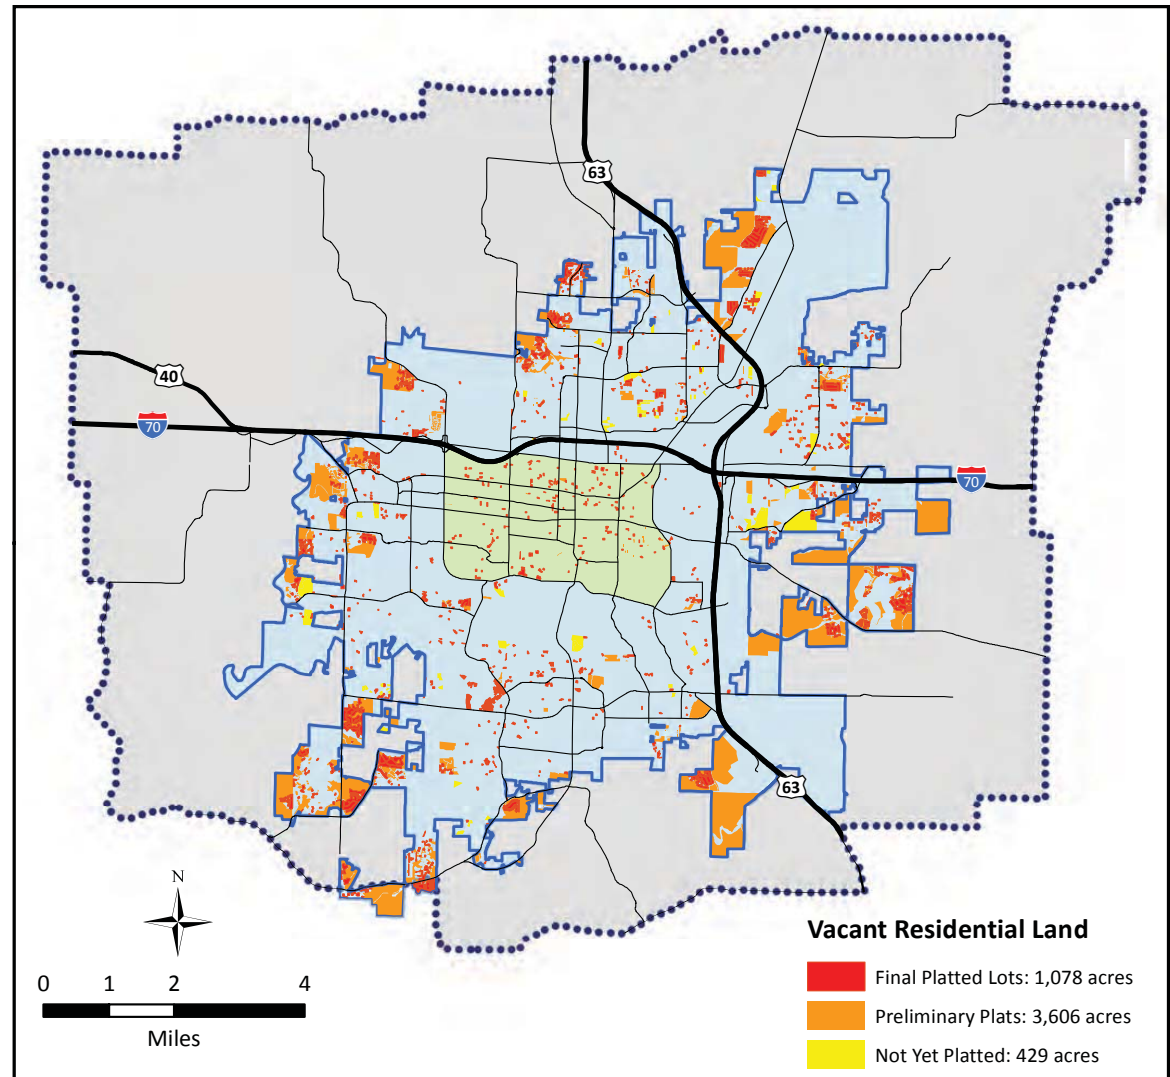 63
40
70
70
63
N
0 1 2 4
Miles
Vacant Residential Land
Final Platted Lots: 1,078 acres
Preliminary Plats: 3,606 acres
Not Yet Platted: 429 acres